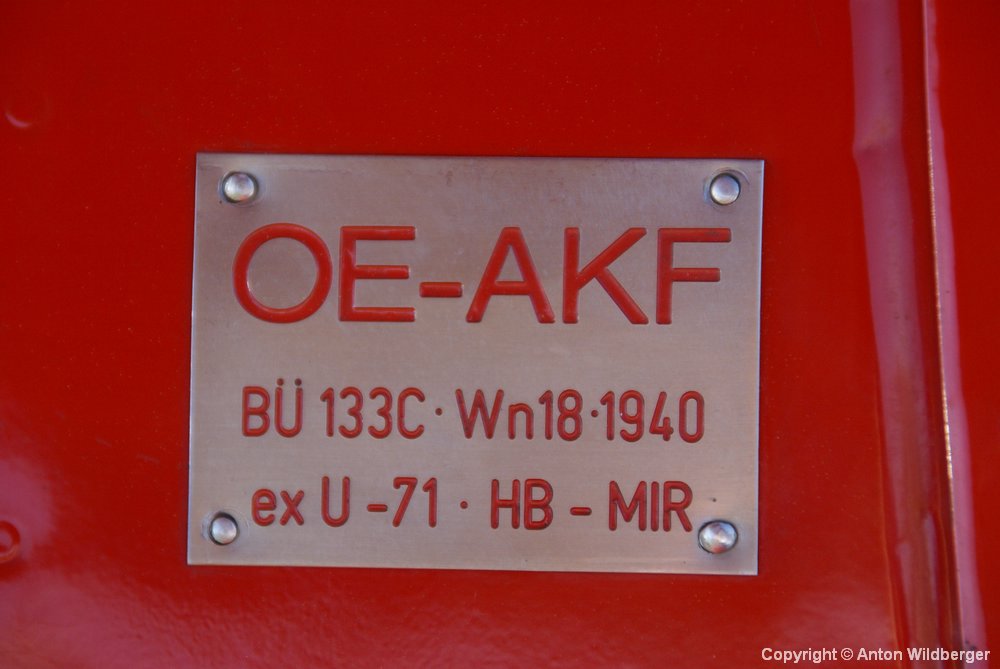 OE-AKF
BÜ 133C · Wn18 · 1940
ex U -71 · HB - MIR
Copyright © Anton Wildberger